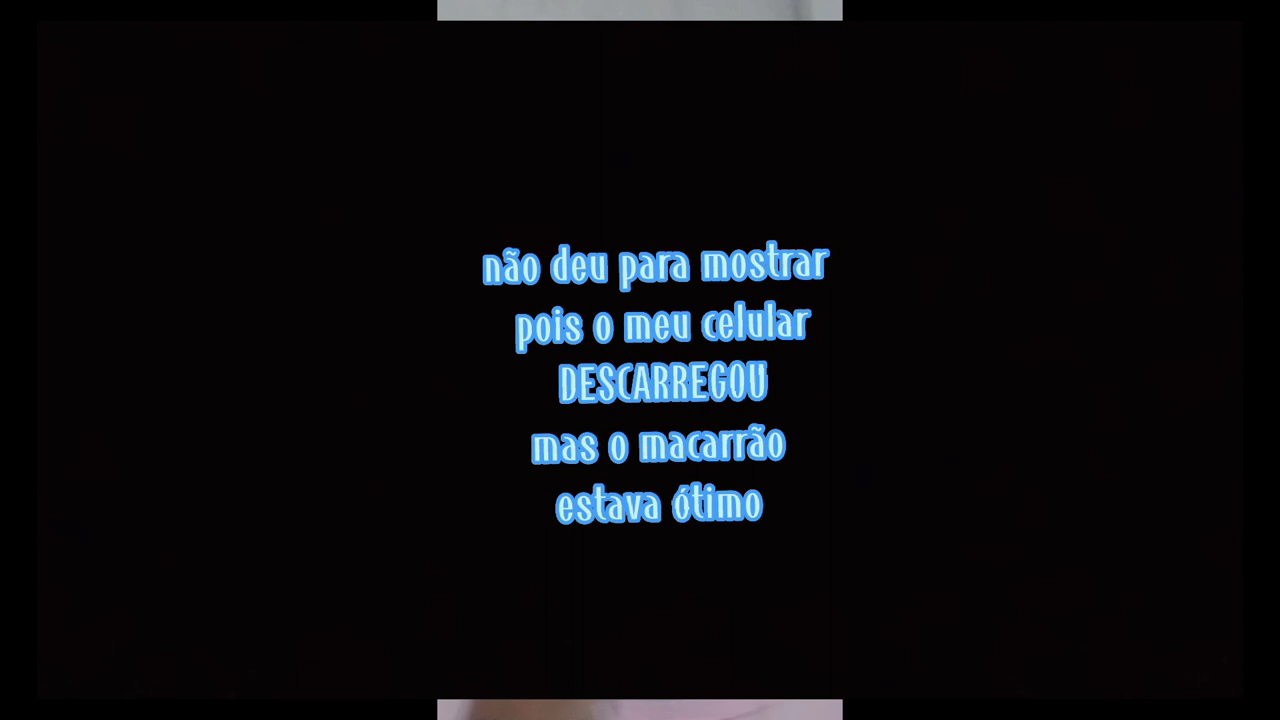 não deu para mostrar
pois o meu celular
DESCARREGOU
mas o macarrão
estava ótimo